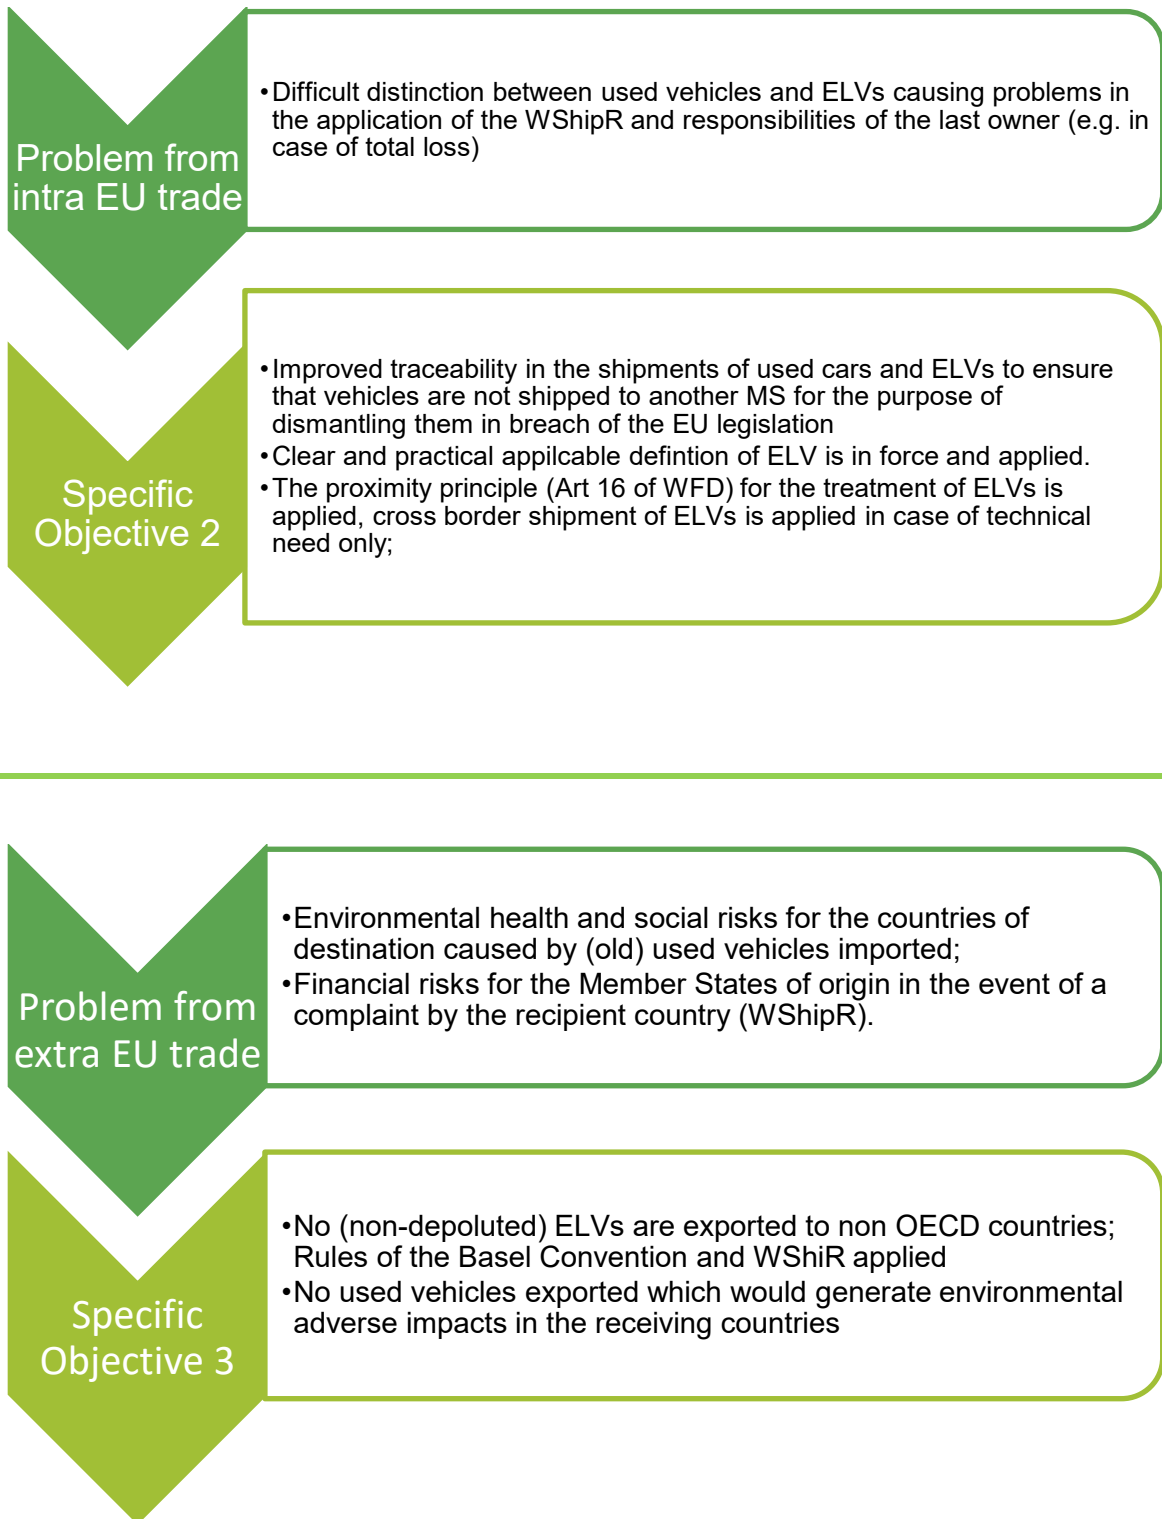 Problem from
intra EU trade
•Difficult distinction between used vehicles and ELVs causing problems in
the application of the WShipR and responsibilities of the last owner (e.g. in
case of total loss)
Specific
Objective 2
•Improved traceability in the shipments of used cars and ELVs to ensure
that vehicles are not shipped to another MS for the purpose of
dismantling them in breach of the EU legislation
•Clear and practical appilcable defintion of ELV is in force and applied.
•The proximity principle (Art 16 of WFD) for the treatment of ELVs is
applied, cross border shipment of ELVs is applied in case of technical
need only;
Problem from
extra EU trade
•Environmental health and social risks for the countries of
destination caused by (old) used vehicles imported;
•Financial risks for the Member States of origin in the event of a
complaint by the recipient country (WShipR).
Specific
Objective 3
•No (non-depoluted) ELVs are exported to non OECD countries;
Rules of the Basel Convention and WShiR applied
•No used vehicles exported which would generate environmental
adverse impacts in the receiving countries